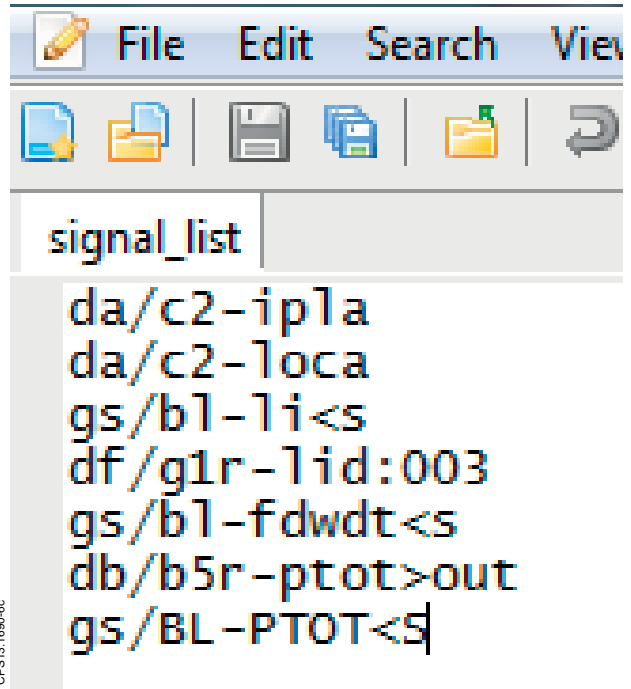 File Edit Search View
signal_list
da/c2-ipla
da/c2-loca
gs/bl-li<s
df/g1r-lid:003
gs/bl-fdwdt<s
db/b5r-ptot>out
gs/BL-PTOT<S